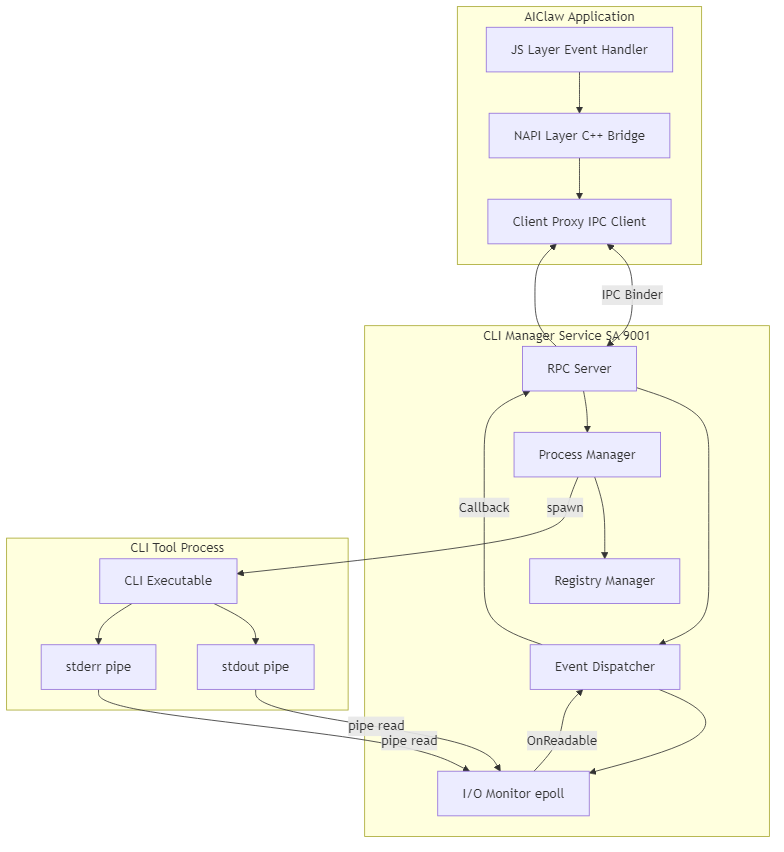 AIClaw Application
JS Layer Event Handler
NAPI Layer C++ Bridge
Client Proxy IPC Client
IPC Binder
CLI Manager Service SA 9001
RPC Server
Process Manager
Callback
spawn
CLI Tool Process
CLI Executable
Registry Manager
stderr pipe
stdout pipe
Event Dispatcher
pipe read
pipe read
OnReadable
I/O Monitor epoll